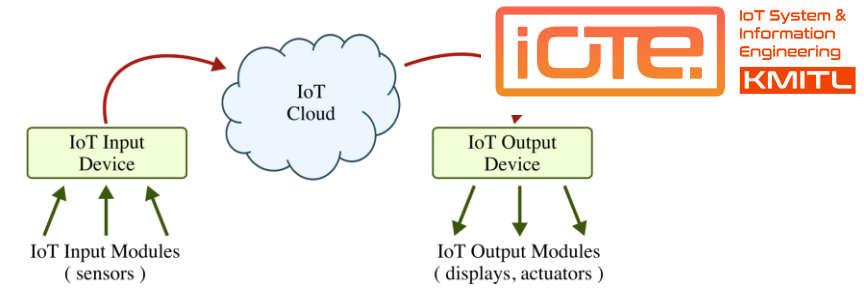 IoT System &
Information
Engineering
KMITL
iOTE.
IoT
Cloud
IoT Input
Device
IoT Output
Device
IoT Input Modules
( sensors )
IoT Output Modules
( displays, actuators )